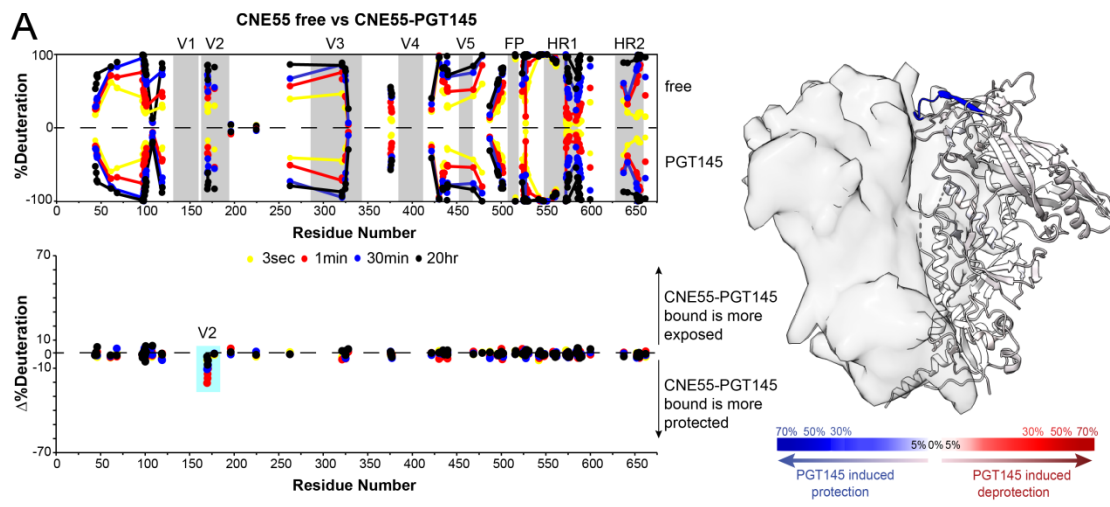 A
CNE55 free vs CNE55-PGT145
V1 V2 V3 V4 V5 FP HR1 HR2
100
0
-100
%Deuteration
free
PGT145
0 50 100 150 200 250 300 350 400 450 500 550 600 650
Residue Number
3sec 1min 30min 20hr
70
10
0
-10
-70
Δ%Deuteration
V2
CNE55-PGT145
bound is more
exposed
CNE55-PGT145
bound is more
protected
0 50 100 150 200 250 300 350 400 450 500 550 600 650
Residue Number
70% 50% 30% 5% 0% 5% 30% 50% 70%
PGT145 induced
protection
PGT145 induced
deprotection